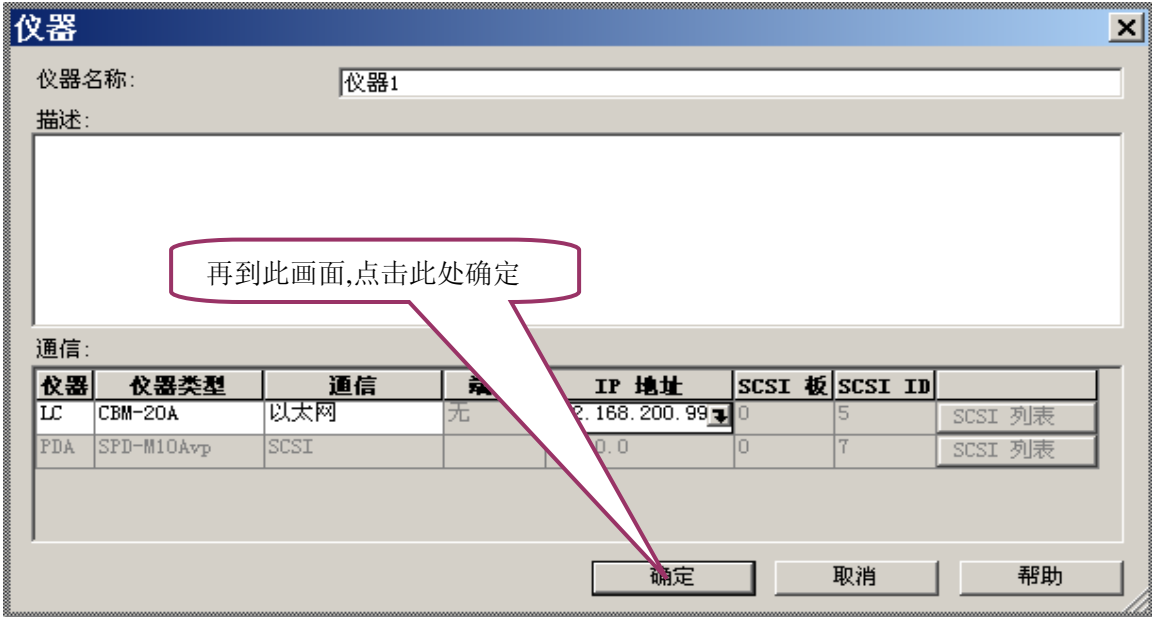 仪器
仪器名称: 仪器1
描述:
再到此画面,点击此处确定
通信:
仪器 仪器类型 通信 IP 地址 SCSI 板 SCSI ID
LC CBM-20A 以太网 无 2.168.200.99 0 5 SCSI 列表
PDA SPD-M10Avp SCSI 0.0 0 7 SCSI 列表
确定 取消 帮助